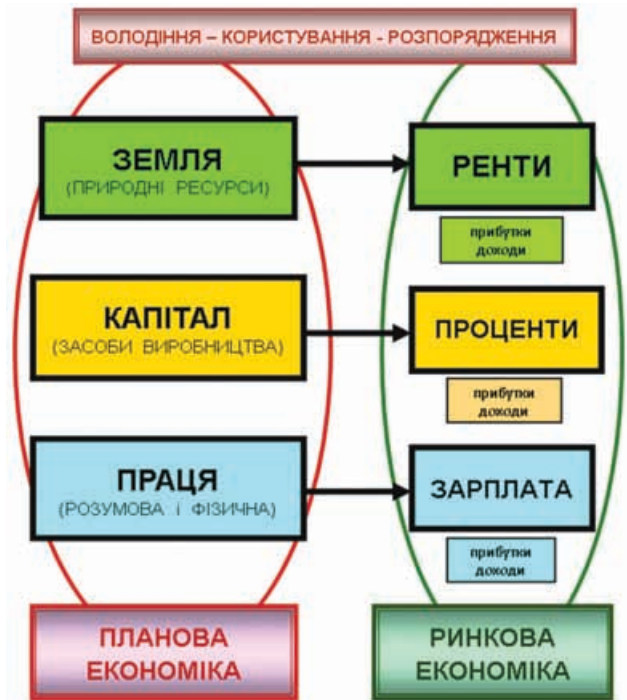 ВОЛОДІННЯ – КОРИСТУВАННЯ - РОЗПОРЯДЖЕННЯ
ЗЕМЛЯ
(ПРИРОДНІ РЕСУРСИ)
РЕНТИ
прибутки
доходи
КАПІТАЛ
(ЗАСОБИ ВИРОБНИЦТВА)
ПРОЦЕНТИ
прибутки
доходи
ПРАЦЯ
(РОЗУМОВА І ФІЗИЧНА)
ЗАРПЛАТА
прибутки
доходи
ПЛАНОВА
ЕКОНОМІКА
РИНКОВА
ЕКОНОМІКА